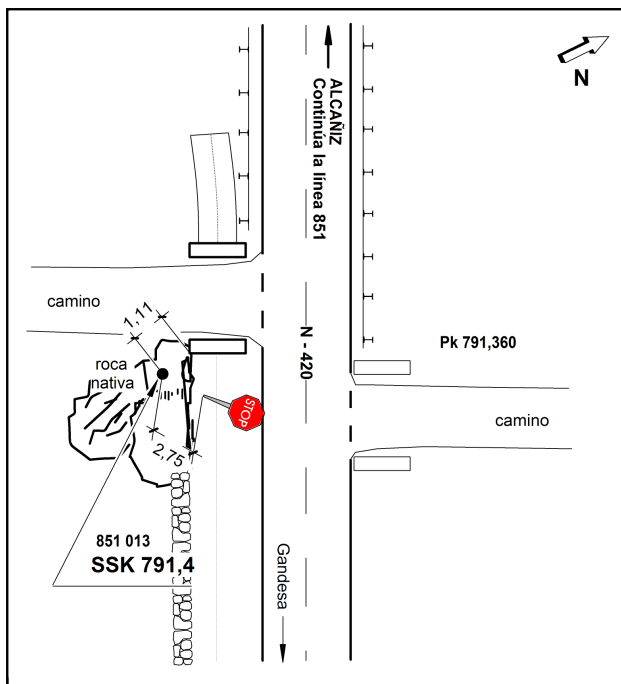 N
ALCAÑIZ
Continúa la línea 851
camino
1,11
N - 420
Pk 791,360
roca
nativa
STOP
camino
2,75
851 013
SSK 791,4
Gandesa